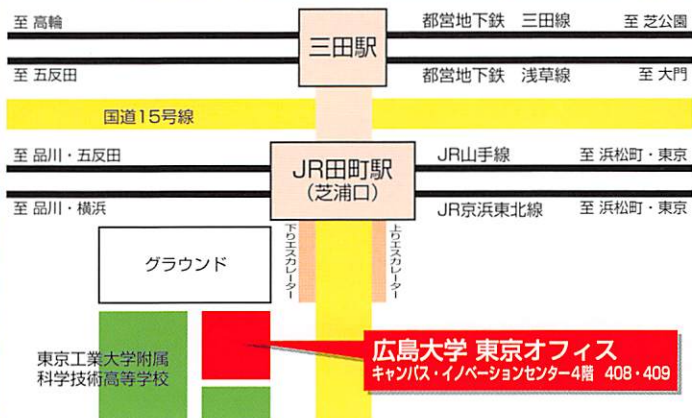 至 高輪
都営地下鉄 三田線
至 芝公園
三田駅
至 五反田
都営地下鉄 浅草線
至 大門
国道15号線
至 品川・五反田
JR山手線
至 浜松町・東京
JR田町駅
(芝浦口)
至 品川・横浜
JR京浜東北線
至 浜松町・東京
下りエスカレーター
上りエスカレーター
グラウンド
東京工業大学附属
科学技術高等学校
広島大学 東京オフィス
キャンパス・イノベーションセンター4階 408・409